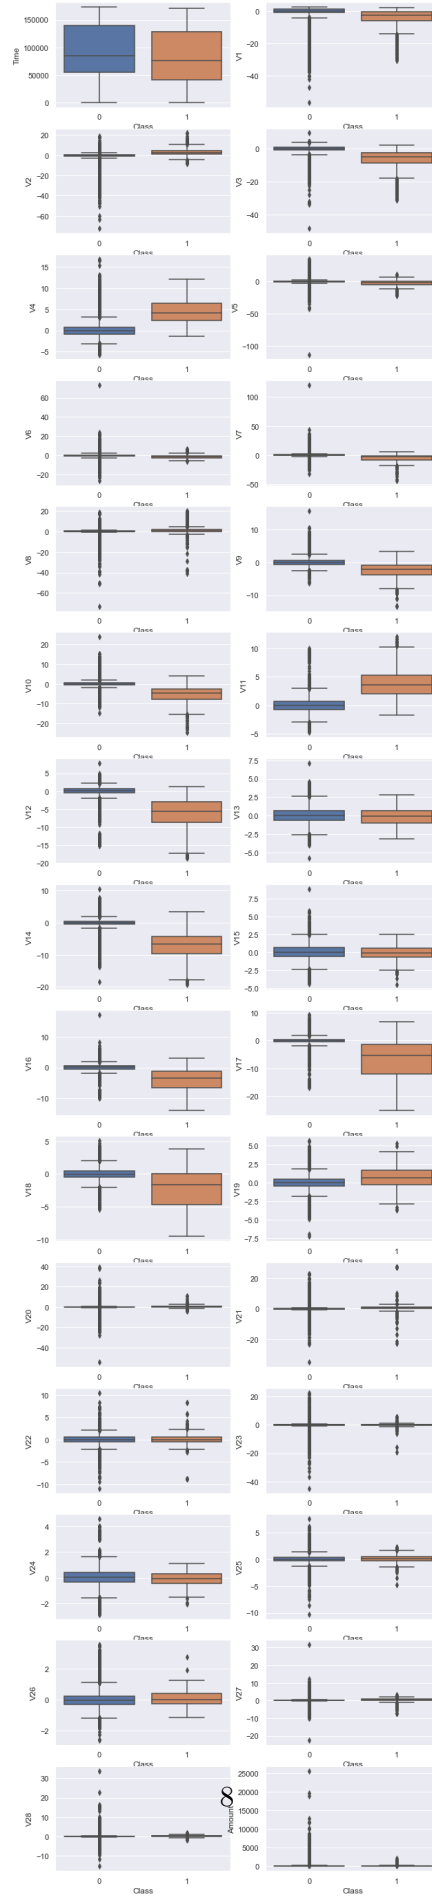 150000
100000
50000
0
Time
0 1
Class
0
−20
−40
V1
0 1
Class
20
0
−20
−40
−60
V2
0 1
Class
0
−20
−40
V3
0 1
Class
15
10
5
0
−5
V4
0 1
Class
0
−50
−100
V5
0 1
Class
60
40
20
0
−20
V6
0 1
Class
100
50
0
−50
V7
0 1
Class
20
0
−20
−40
−60
V8
0 1
Class
10
0
−10
V9
0 1
Class
20
10
0
−10
−20
V10
0 1
Class
10
5
0
−5
V11
0 1
Class
5
0
−5
−10
−15
−20
V12
0 1
Class
7.5
5.0
2.5
0.0
−2.5
−5.0
V13
0 1
Class
10
0
−10
−20
V14
0 1
Class
7.5
5.0
2.5
0.0
−2.5
−5.0
V15
0 1
Class
10
0
−10
V16
0 1
Class
0
−10
−20
V17
0 1
Class
5
0
−5
−10
V18
0 1
Class
5.0
2.5
0.0
−2.5
−5.0
−7.5
V19
0 1
Class
40
20
0
−20
−40
V20
0 1
Class
20
0
−20
V21
0 1
Class
10
5
0
−5
−10
V22
0 1
Class
20
0
−20
−40
V23
0 1
Class
4
2
0
−2
V24
0 1
Class
5
0
−5
−10
V25
0 1
Class
2
0
−2
V26
0 1
Class
30
20
10
0
−10
−20
V27
0 1
Class
30
20
10
0
−10
V28
0 1
Class
25000
20000
15000
10000
5000
0
Amount
0 1
Class
8